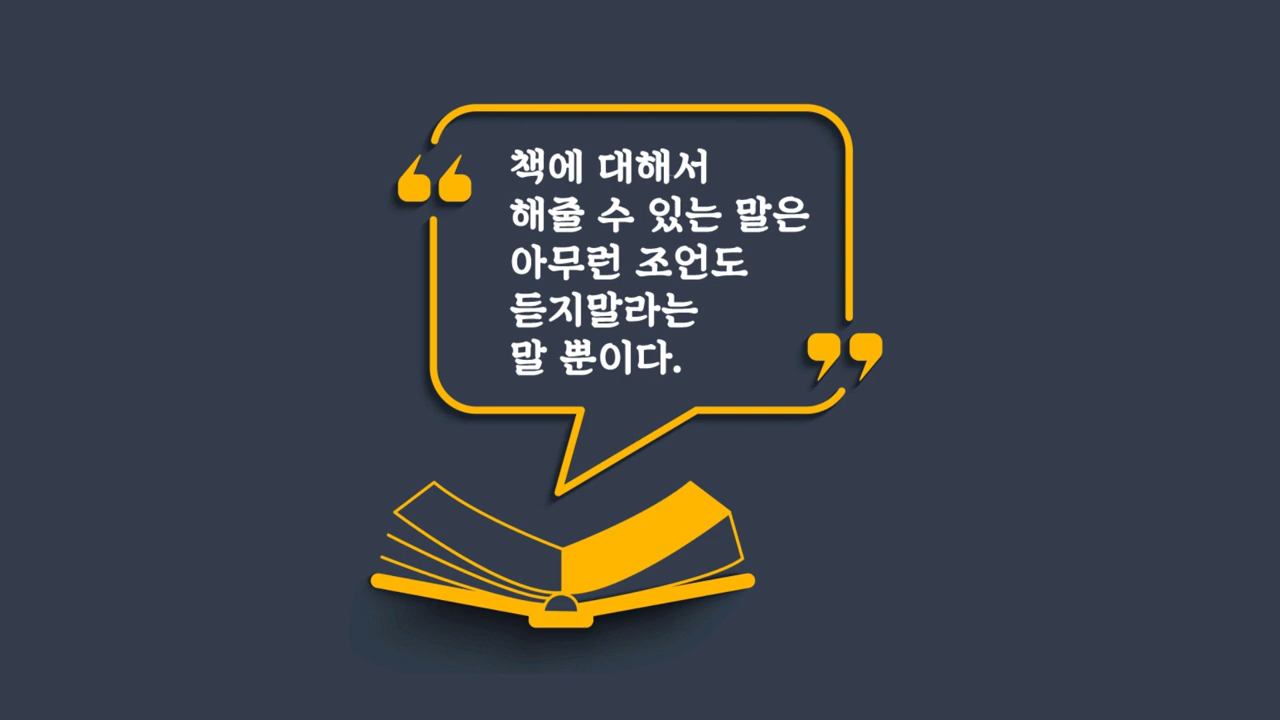 책에 대해서
해줄 수 있는 말은
아무런 조언도
듣지말라는
말 뿐이다.